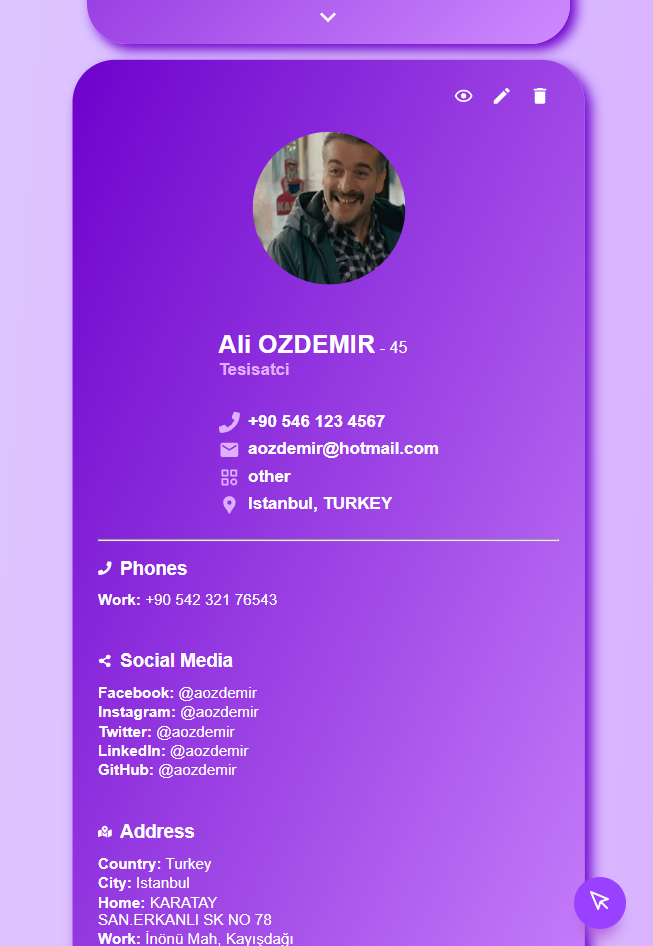 Ali OZDEMIR - 45
Tesisatci
+90 546 123 4567
aozdemir@hotmail.com
other
Istanbul, TURKEY
Phones
Work: +90 542 321 76543
Social Media
Facebook: @aozdemir
Instagram: @aozdemir
Twitter: @aozdemir
LinkedIn: @aozdemir
GitHub: @aozdemir
Address
Country: Turkey
City: Istanbul
Home: KARATAY
SAN.ERKANLI SK NO 78
Work: İnönü Mah, Kayışdağı